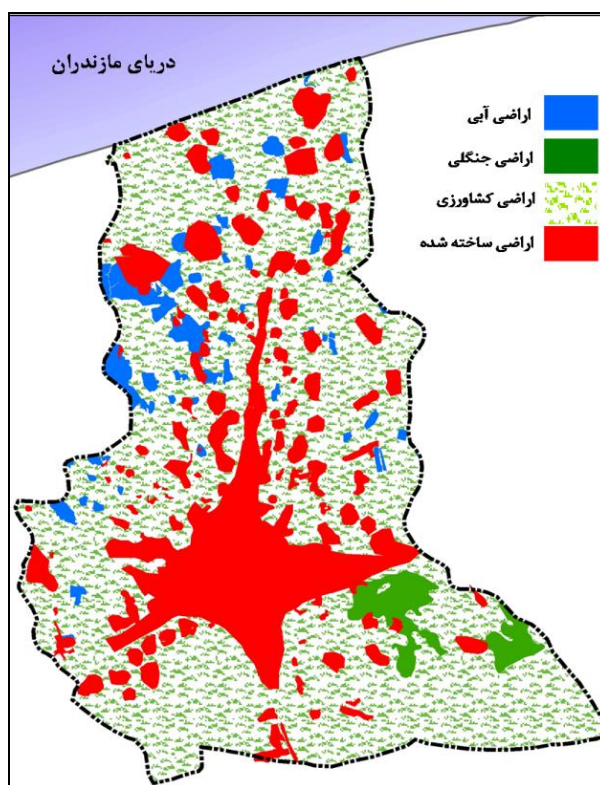 دریای مازندران
اراضی آبی
اراضی جنگلی
اراضی کشاورزی
اراضی ساخته شده